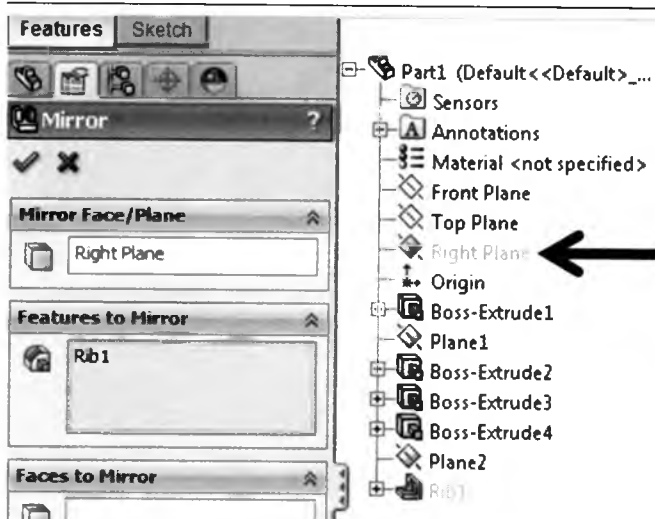 Features Sketch
Mirror ?
Mirror Face/Plane
Right Plane
Features to Mirror
Rib1
Faces to Mirror
Part1 (Default<<Default>_...
Sensors
A Annotations
Material <not specified>
Front Plane
Top Plane
Right Plane
Origin
Boss-Extrude1
Plane1
Boss-Extrude2
Boss-Extrude3
Boss-Extrude4
Plane2
Rib1